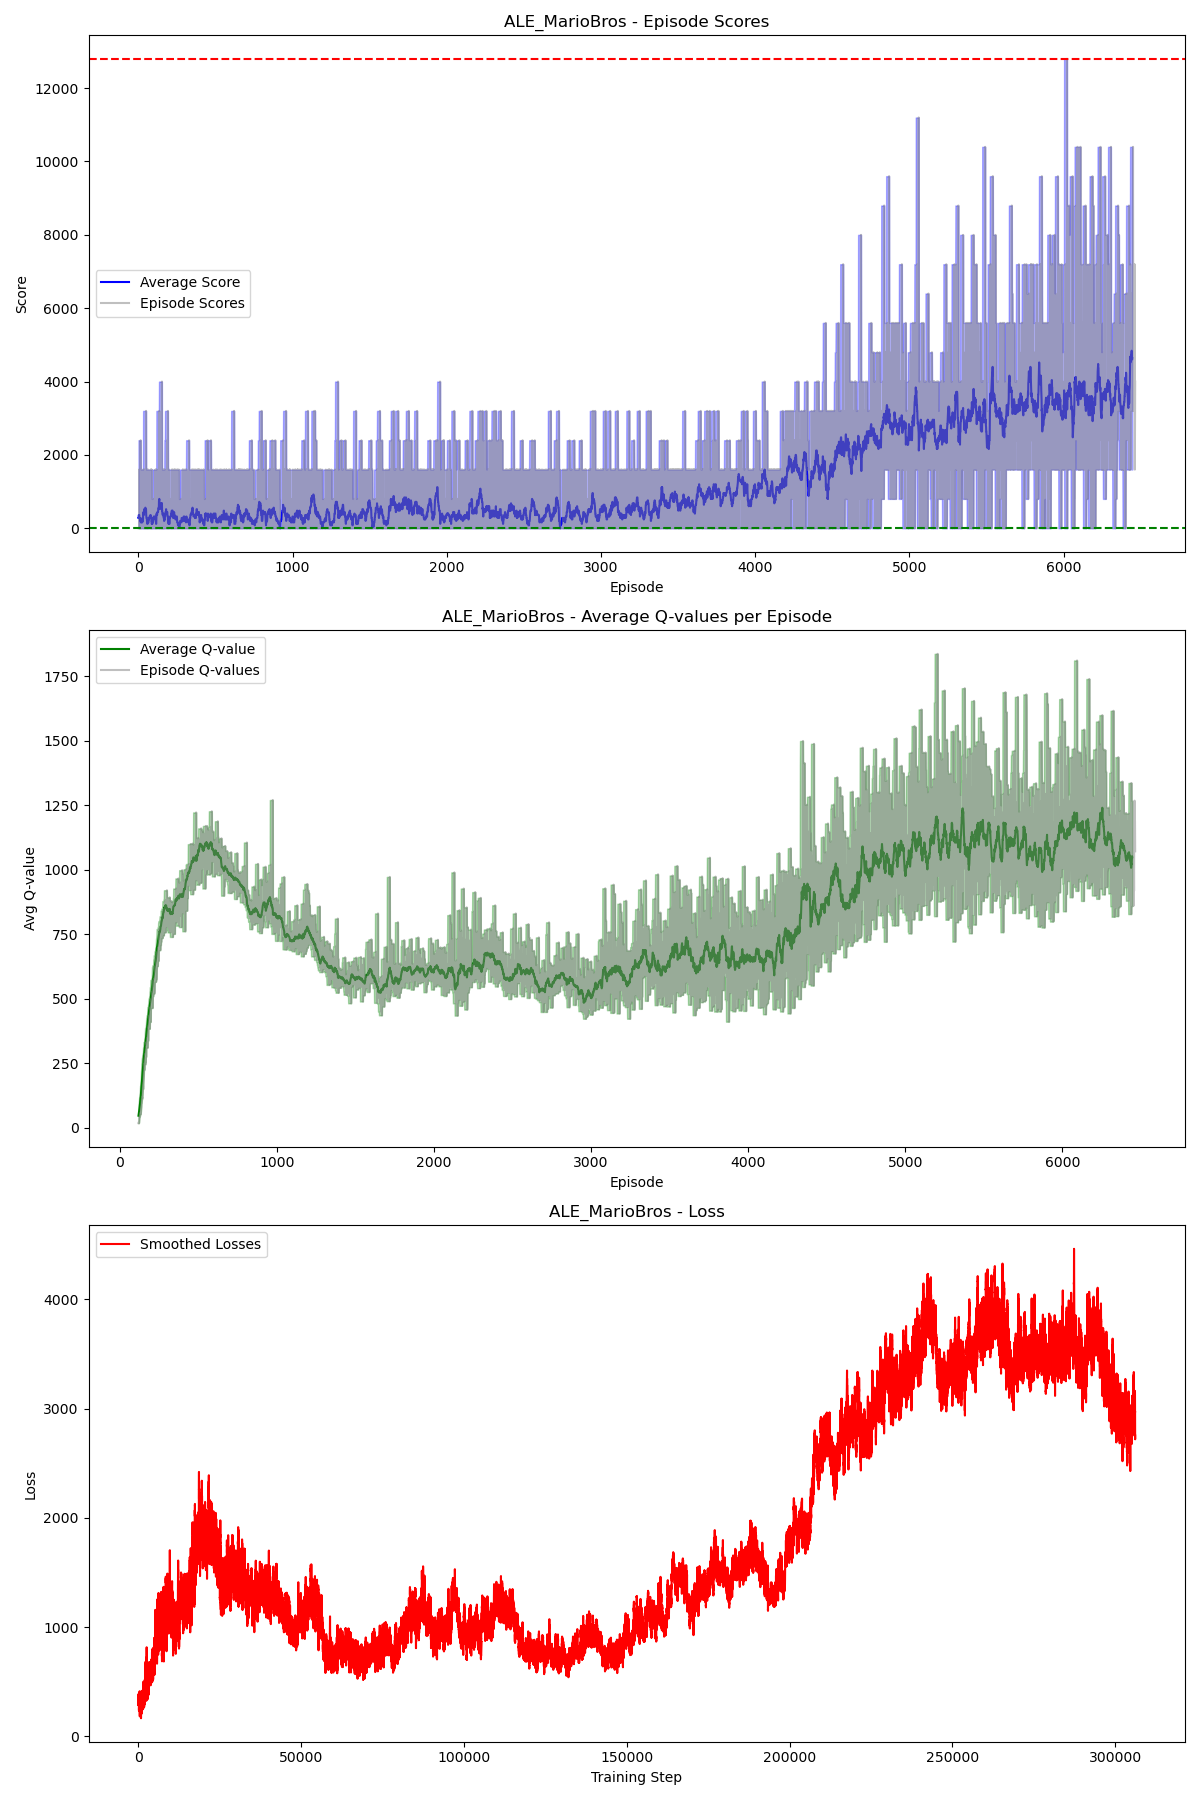 ALE_MarioBros - Episode Scores
12000
10000
8000
6000
4000
2000
0
Score
Average Score
Episode Scores
0 1000 2000 3000 4000 5000 6000
Episode
ALE_MarioBros - Average Q-values per Episode
1750
1500
1250
1000
750
500
250
0
Avg Q-value
Average Q-value
Episode Q-values
0 1000 2000 3000 4000 5000 6000
Episode
ALE_MarioBros - Loss
4000
3000
2000
1000
0
Loss
Smoothed Losses
0 50000 100000 150000 200000 250000 300000
Training Step